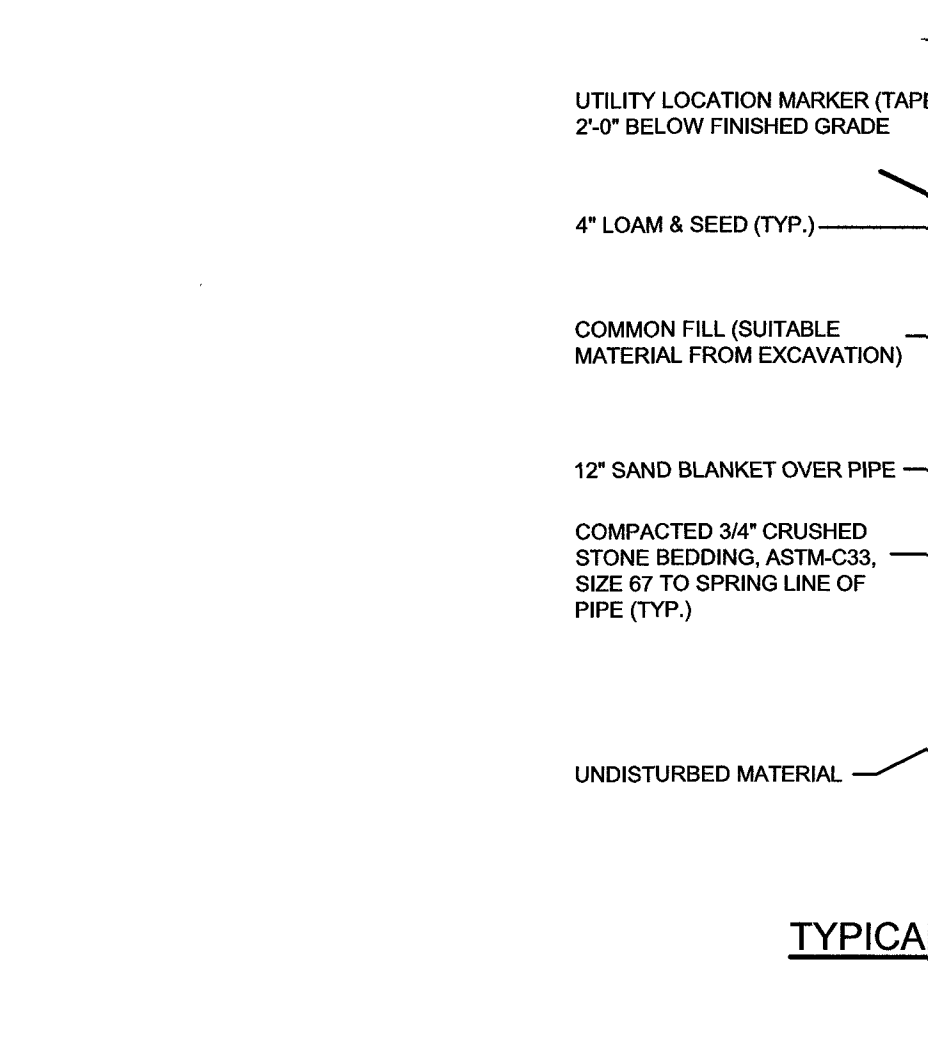 UTILITY LOCATION MARKER (TAPE
2'-0" BELOW FINISHED GRADE
4" LOAM & SEED (TYP.)
COMMON FILL (SUITABLE
MATERIAL FROM EXCAVATION)
12" SAND BLANKET OVER PIPE
COMPACTED 3/4" CRUSHED
STONE BEDDING, ASTM-C33,
SIZE 67 TO SPRING LINE OF
PIPE (TYP.)
UNDISTURBED MATERIAL
TYPICA